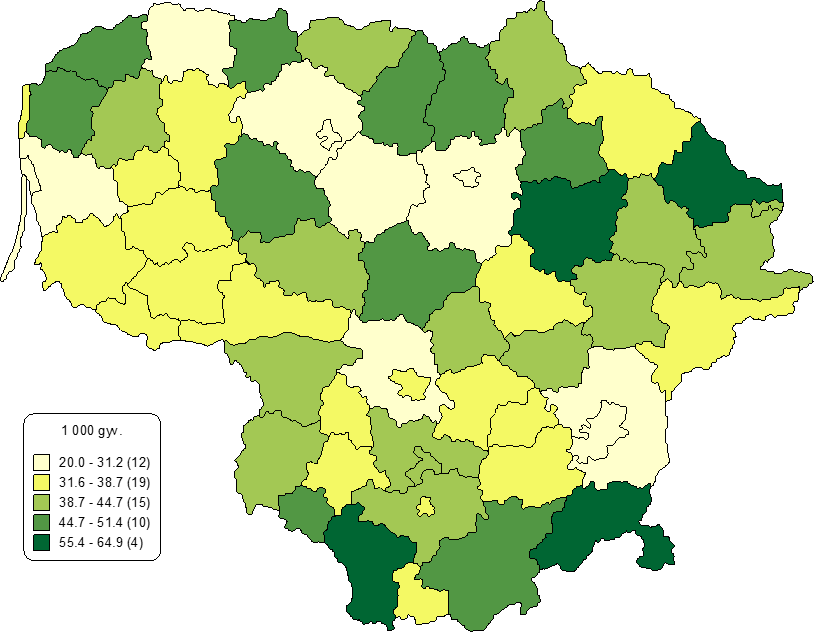 1 000 gyv.
20.0 - 31.2 (12)
31.6 - 38.7 (19)
38.7 - 44.7 (15)
44.7 - 51.4 (10)
55.4 - 64.9 (4)